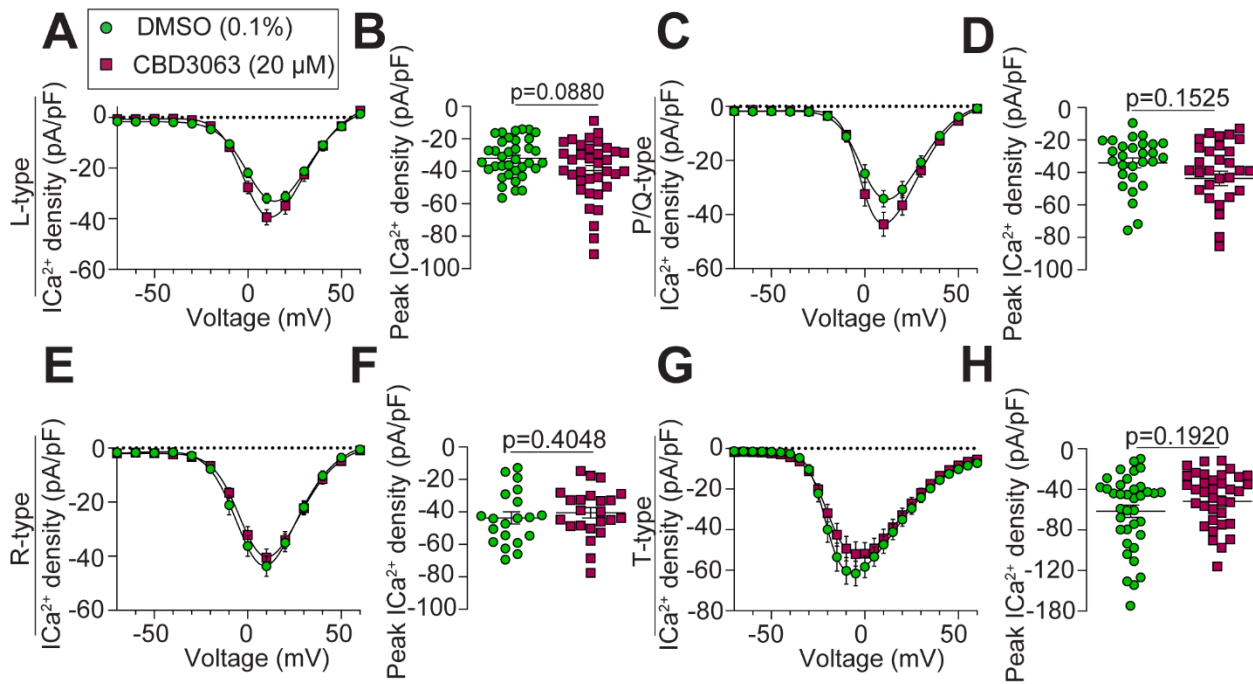 A
DMSO (0.1%)
CBD3063 (20 µM)
L-type
ICa²⁺ density (pA/pF)
0
-20
-40
-60
-50
0
50
Voltage (mV)
B
p=0.0880
Peak ICa²⁺ density (pA/pF)
0
-20
-40
-60
-80
-100
C
P/Q-type
ICa²⁺ density (pA/pF)
0
-20
-40
-60
-50
0
50
Voltage (mV)
D
p=0.1525
Peak ICa²⁺ density (pA/pF)
0
-20
-40
-60
-80
-100
E
R-type
ICa²⁺ density (pA/pF)
0
-20
-40
-60
-50
0
50
Voltage (mV)
F
p=0.4048
Peak ICa²⁺ density (pA/pF)
0
-20
-40
-60
-80
-100
G
T-type
ICa²⁺ density (pA/pF)
0
-20
-40
-60
-80
-50
0
50
Voltage (mV)
H
p=0.1920
Peak ICa²⁺ density (pA/pF)
0
-40
-60
-80
-120
-180